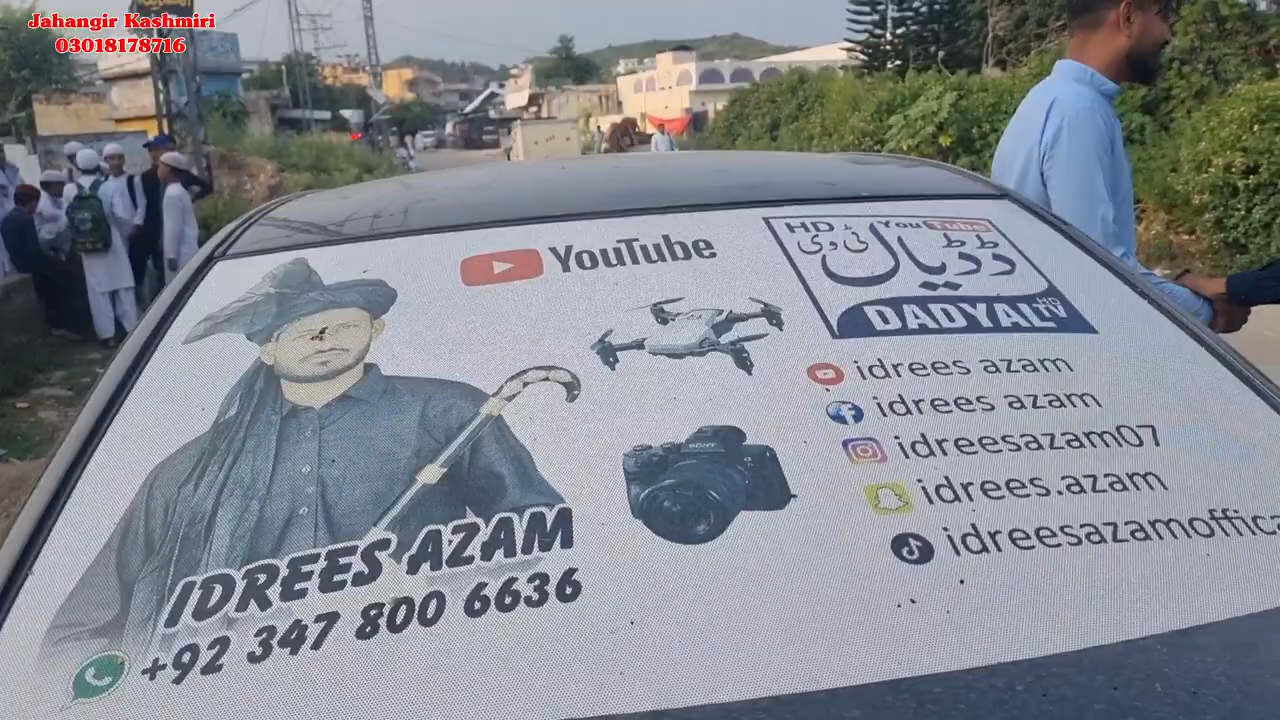 Jahangir Kashmiri
03018178716
YouTube
HD YouTube
ڈڈیال ٹی وی
DADYAL HD TV
idrees azam
idrees azam
idreesazam07
idrees.azam
idreesazamoffica
SONY
IDREES AZAM
+92 347 800 6636